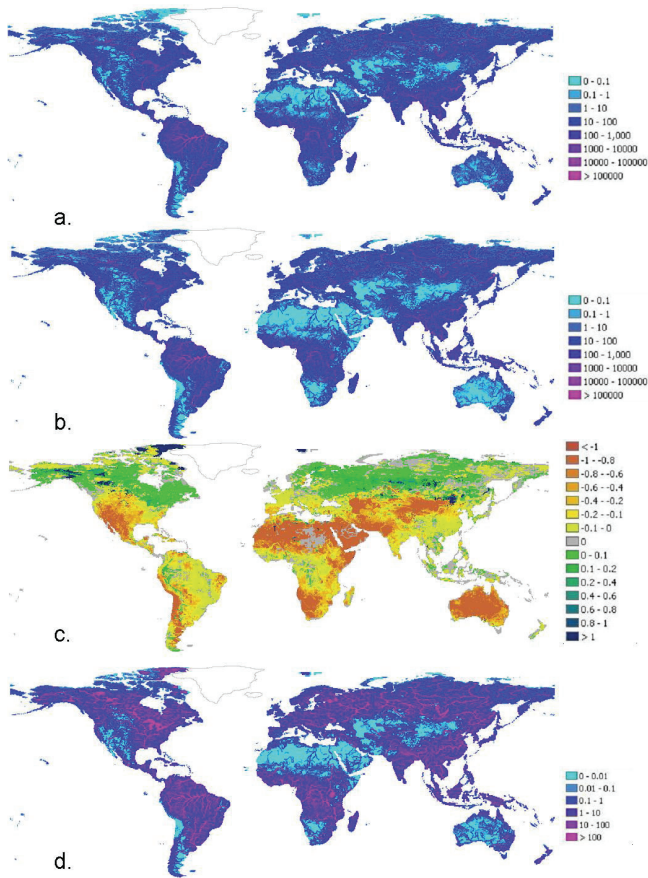 0 - 0.1
0.1 - 1
1 - 10
10 - 100
100 - 1,000
1000 - 10000
10000 - 100000
> 100000
a.
0 - 0.1
0.1 - 1
1 - 10
10 - 100
100 - 1,000
1000 - 10000
10000 - 100000
> 100000
b.
< -1
-1 - -0.8
-0.8 - -0.6
-0.6 - -0.4
-0.4 - -0.2
-0.2 - -0.1
-0.1 - 0
0
0 - 0.1
0.1 - 0.2
0.2 - 0.4
0.4 - 0.6
0.6 - 0.8
0.8 - 1
> 1
c.
0 - 0.01
0.01 - 0.1
0.1 - 1
1 - 10
10 - 100
> 100
d.